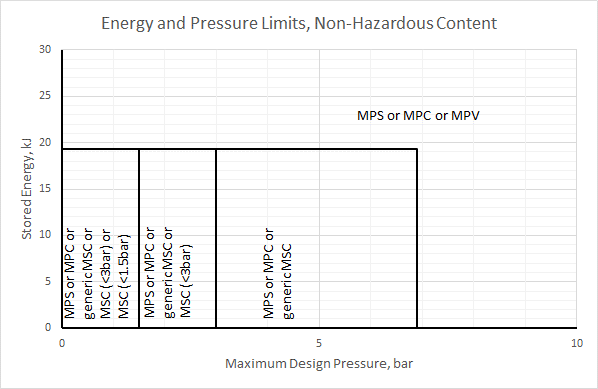 Energy and Pressure Limits, Non-Hazardous Content
30
25
20
15
10
5
0
Stored Energy, kJ
MPS or MPC or MPV
MPS or MPC or
generic MSC or
MSC (<3bar) or
MSC (<1.5bar)
MPS or MPC or
generic MSC or
MSC (<3bar)
MPS or MPC or
generic MSC
0
5
10
Maximum Design Pressure, bar